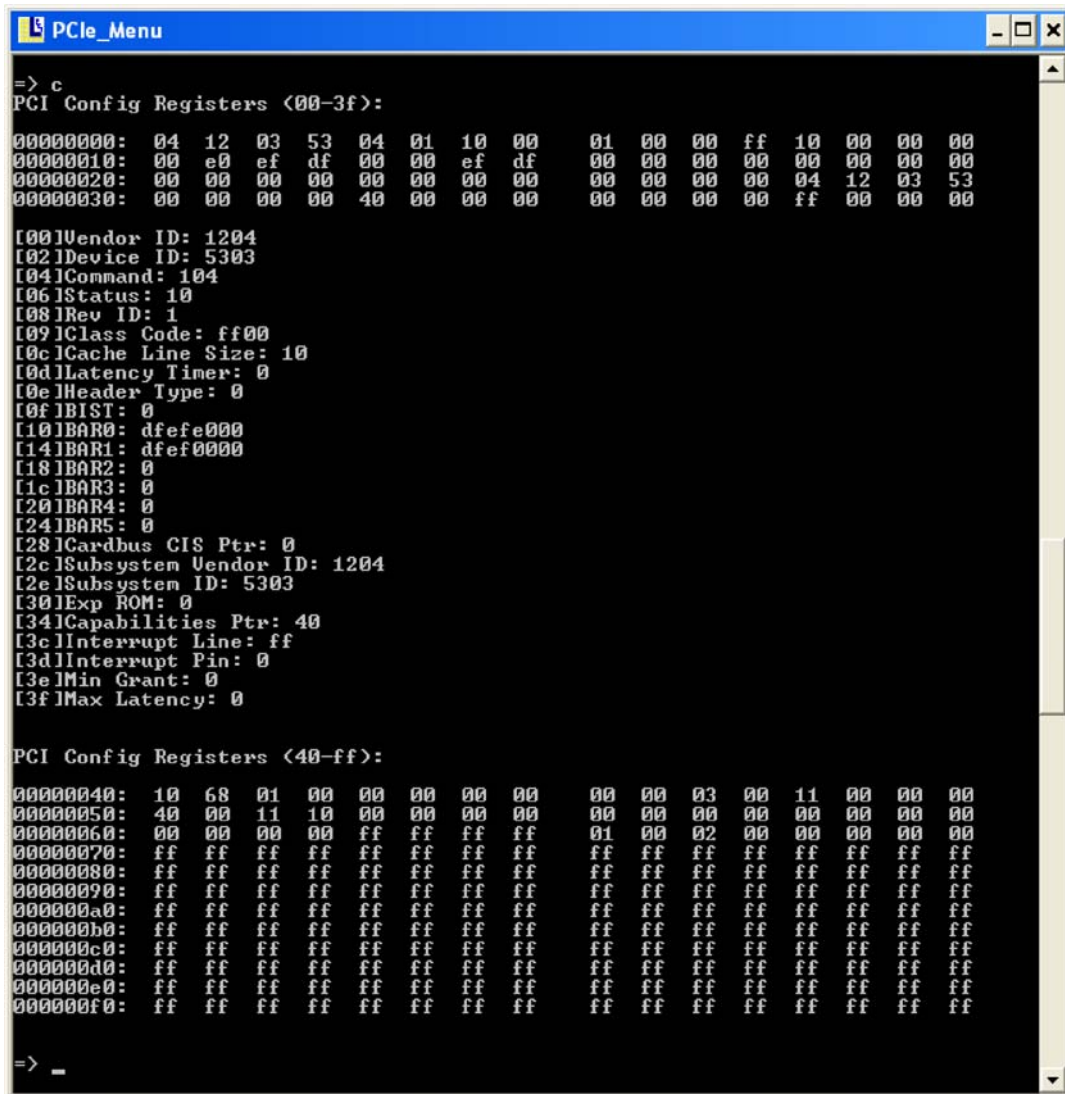 PCIe_Menu
=> c
PCI Config Registers (00-3f):
00000000: 04 12 03 53 04 01 10 00 01 00 00 ff 10 00 00 00
00000010: 00 e0 ef df 00 00 ef df 00 00 00 00 00 00 00 00
00000020: 00 00 00 00 00 00 00 00 00 00 00 00 04 12 03 53
00000030: 00 00 00 00 40 00 00 00 00 00 00 00 ff 00 00 00
[00]Vendor ID: 1204
[02]Device ID: 5303
[04]Command: 104
[06]Status: 10
[08]Rev ID: 1
[09]Class Code: ff00
[0c]Cache Line Size: 10
[0d]Latency Timer: 0
[0e]Header Type: 0
[0f]BIST: 0
[10]BAR0: dfefe000
[14]BAR1: dfef0000
[18]BAR2: 0
[1c]BAR3: 0
[20]BAR4: 0
[24]BAR5: 0
[28]Cardbus CIS Ptr: 0
[2c]Subsystem Vendor ID: 1204
[2e]Subsystem ID: 5303
[30]Exp ROM: 0
[34]Capabilities Ptr: 40
[3c]Interrupt Line: ff
[3d]Interrupt Pin: 0
[3e]Min Grant: 0
[3f]Max Latency: 0
PCI Config Registers (40-ff):
00000040: 10 68 01 00 00 00 00 00 00 00 03 00 11 00 00 00
00000050: 40 00 11 10 00 00 00 00 00 00 00 00 00 00 00 00
00000060: 00 00 00 00 ff ff ff ff 01 00 02 00 00 00 00 00
00000070: ff ff ff ff ff ff ff ff ff ff ff ff ff ff ff ff
00000080: ff ff ff ff ff ff ff ff ff ff ff ff ff ff ff ff
00000090: ff ff ff ff ff ff ff ff ff ff ff ff ff ff ff ff
000000a0: ff ff ff ff ff ff ff ff ff ff ff ff ff ff ff ff
000000b0: ff ff ff ff ff ff ff ff ff ff ff ff ff ff ff ff
000000c0: ff ff ff ff ff ff ff ff ff ff ff ff ff ff ff ff
000000d0: ff ff ff ff ff ff ff ff ff ff ff ff ff ff ff ff
000000e0: ff ff ff ff ff ff ff ff ff ff ff ff ff ff ff ff
000000f0: ff ff ff ff ff ff ff ff ff ff ff ff ff ff ff ff
=> _